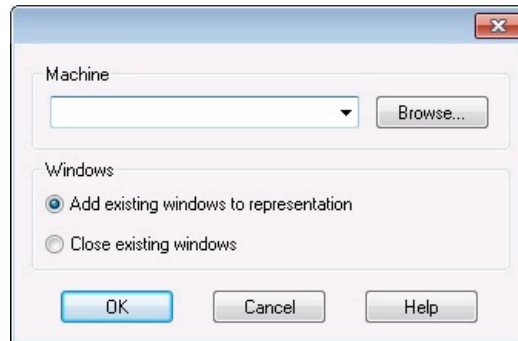 Machine
Browse...
Windows
Add existing windows to representation
Close existing windows
OK Cancel Help